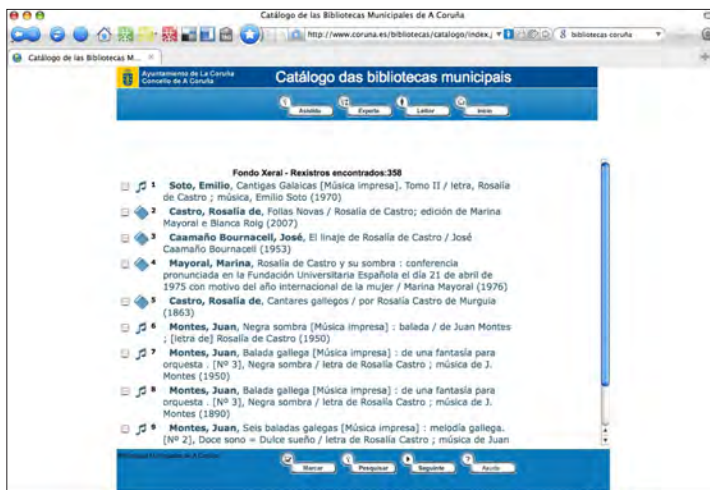 Catálogo de las Bibliotecas Municipales de A Coruña
http://www.coruna.es/bibliotecas/catalogo/index.j
bibliotecas coruña
Catálogo de las Bibliotecas M...
Ayuntamiento de La Coruña
Concello de A Coruña
Catálogo das bibliotecas municipais
Asistida Experta Lector Inicio
Fondo Xeral - Rexistros encontrados:358
1 Soto, Emilio, Cantigas Galaicas [Música impresa]. Tomo II / letra, Rosalía
de Castro ; música, Emilio Soto (1970)
2 Castro, Rosalía de, Follas Novas / Rosalía de Castro; edición de Marina
Mayoral e Blanca Roig (2007)
3 Caamaño Bournacell, José, El linaje de Rosalía de Castro / José
Caamaño Bournacell (1953)
4 Mayoral, Marina, Rosalía de Castro y su sombra : conferencia
pronunciada en la Fundación Universitaria Española el día 21 de abril de
1975 con motivo del año internacional de la mujer / Marina Mayoral (1976)
5 Castro, Rosalía de, Cantares gallegos / por Rosalía Castro de Murguia
(1863)
6 Montes, Juan, Negra sombra [Música impresa] : balada / de Juan Montes
; [letra de] Rosalía de Castro (1950)
7 Montes, Juan, Balada gallega [Música impresa] : de una fantasía para
orquesta . [Nº 3], Negra sombra / letra de Rosalía Castro ; música de J.
Montes (1950)
8 Montes, Juan, Balada gallega [Música impresa] : de una fantasía para
orquesta . [Nº 3], Negra sombra / letra de Rosalía Castro ; música de J.
Montes (1890)
9 Montes, Juan, Seis baladas galegas [Música impresa] : melodía gallega.
[Nº 2], Doce sono = Dulce sueño / letra de Rosalía Castro ; música de Juan
Bibliotecas Municipales de A Coruña
Marcar Pesquisar Seguinte Axuda